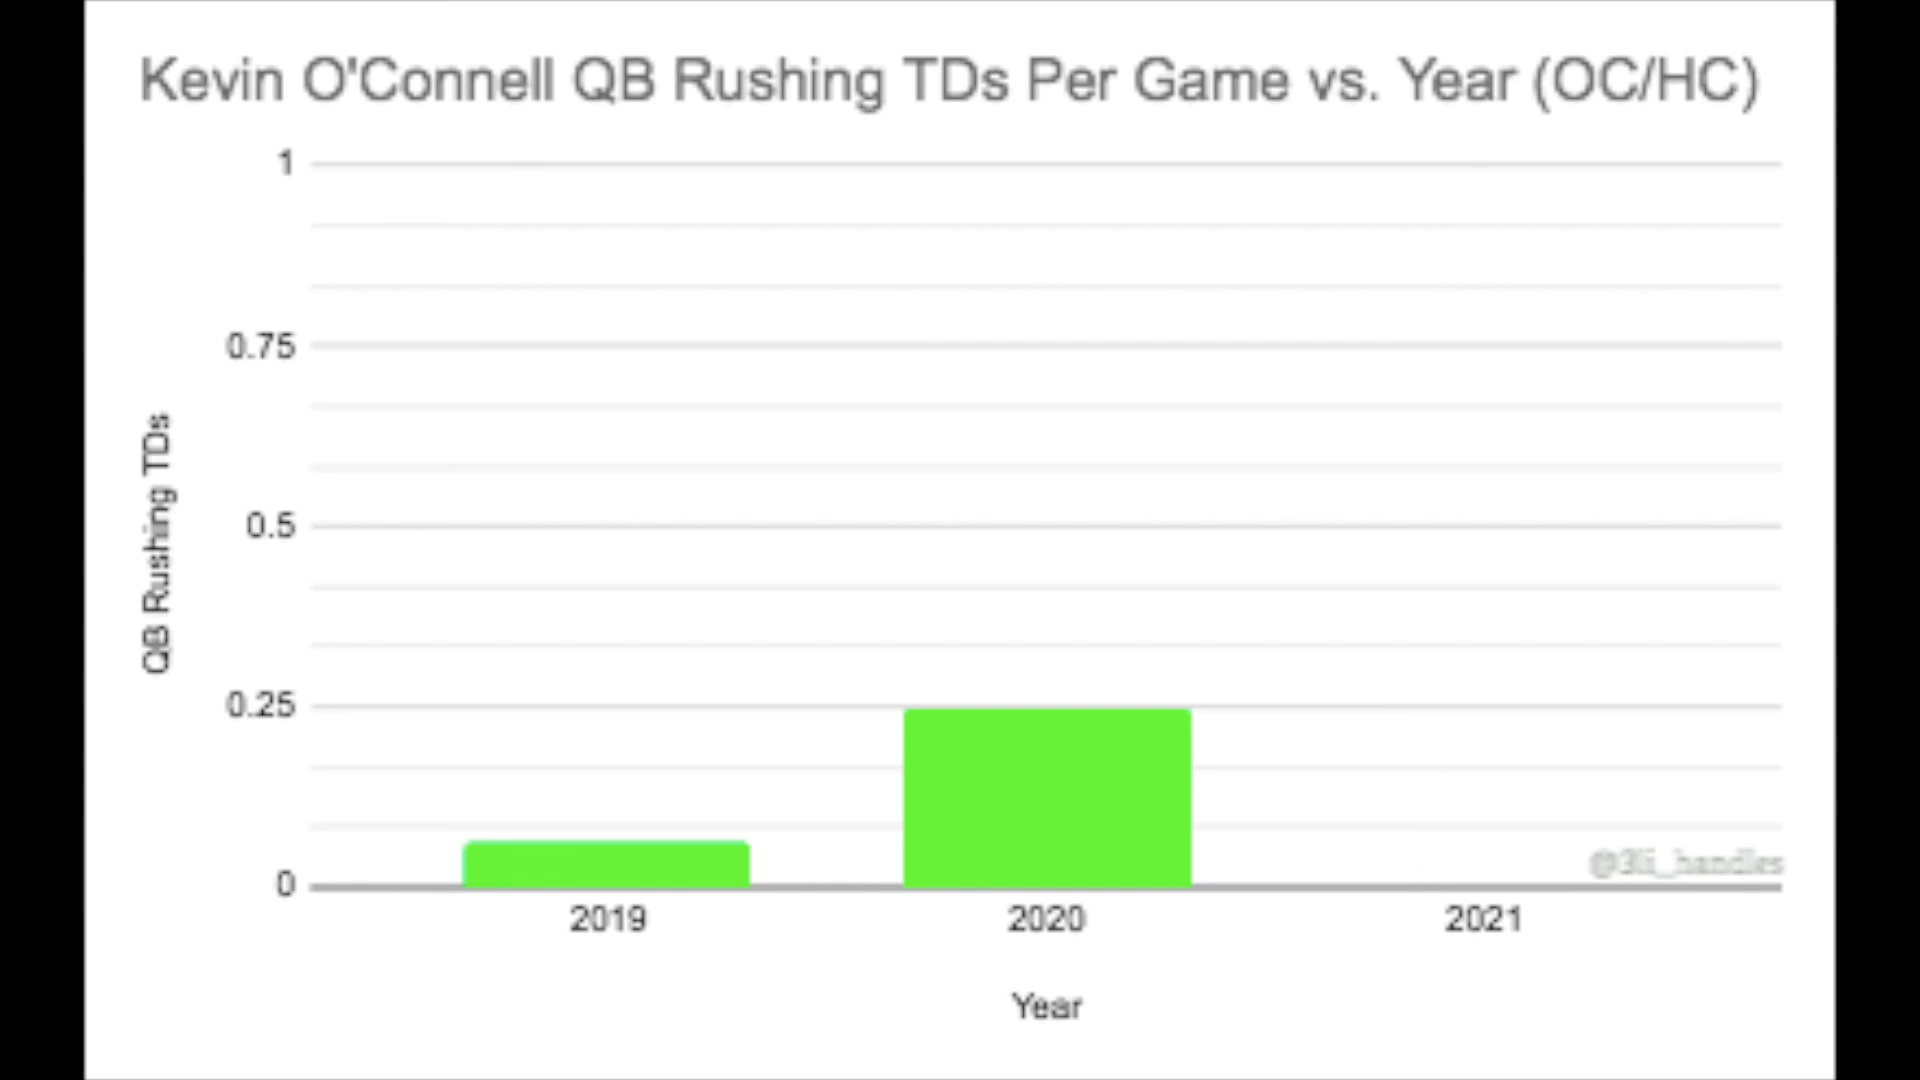 Kevin O'Connell QB Rushing TDs Per Game vs. Year (OC/HC)
1
0.75
0.5
0.25
0
QB Rushing TDs
@3li_handles
2019 2020 2021
Year